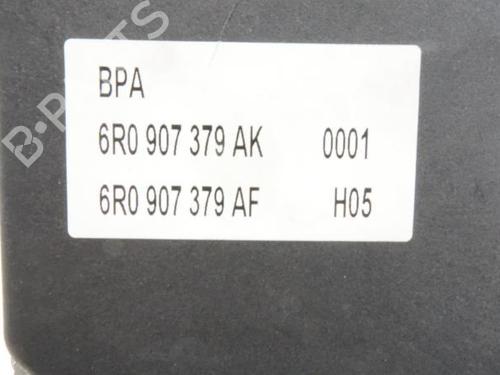 B-PARTS
BPA
6R0 907 379 AK 0001
6R0 907 379 AF H05